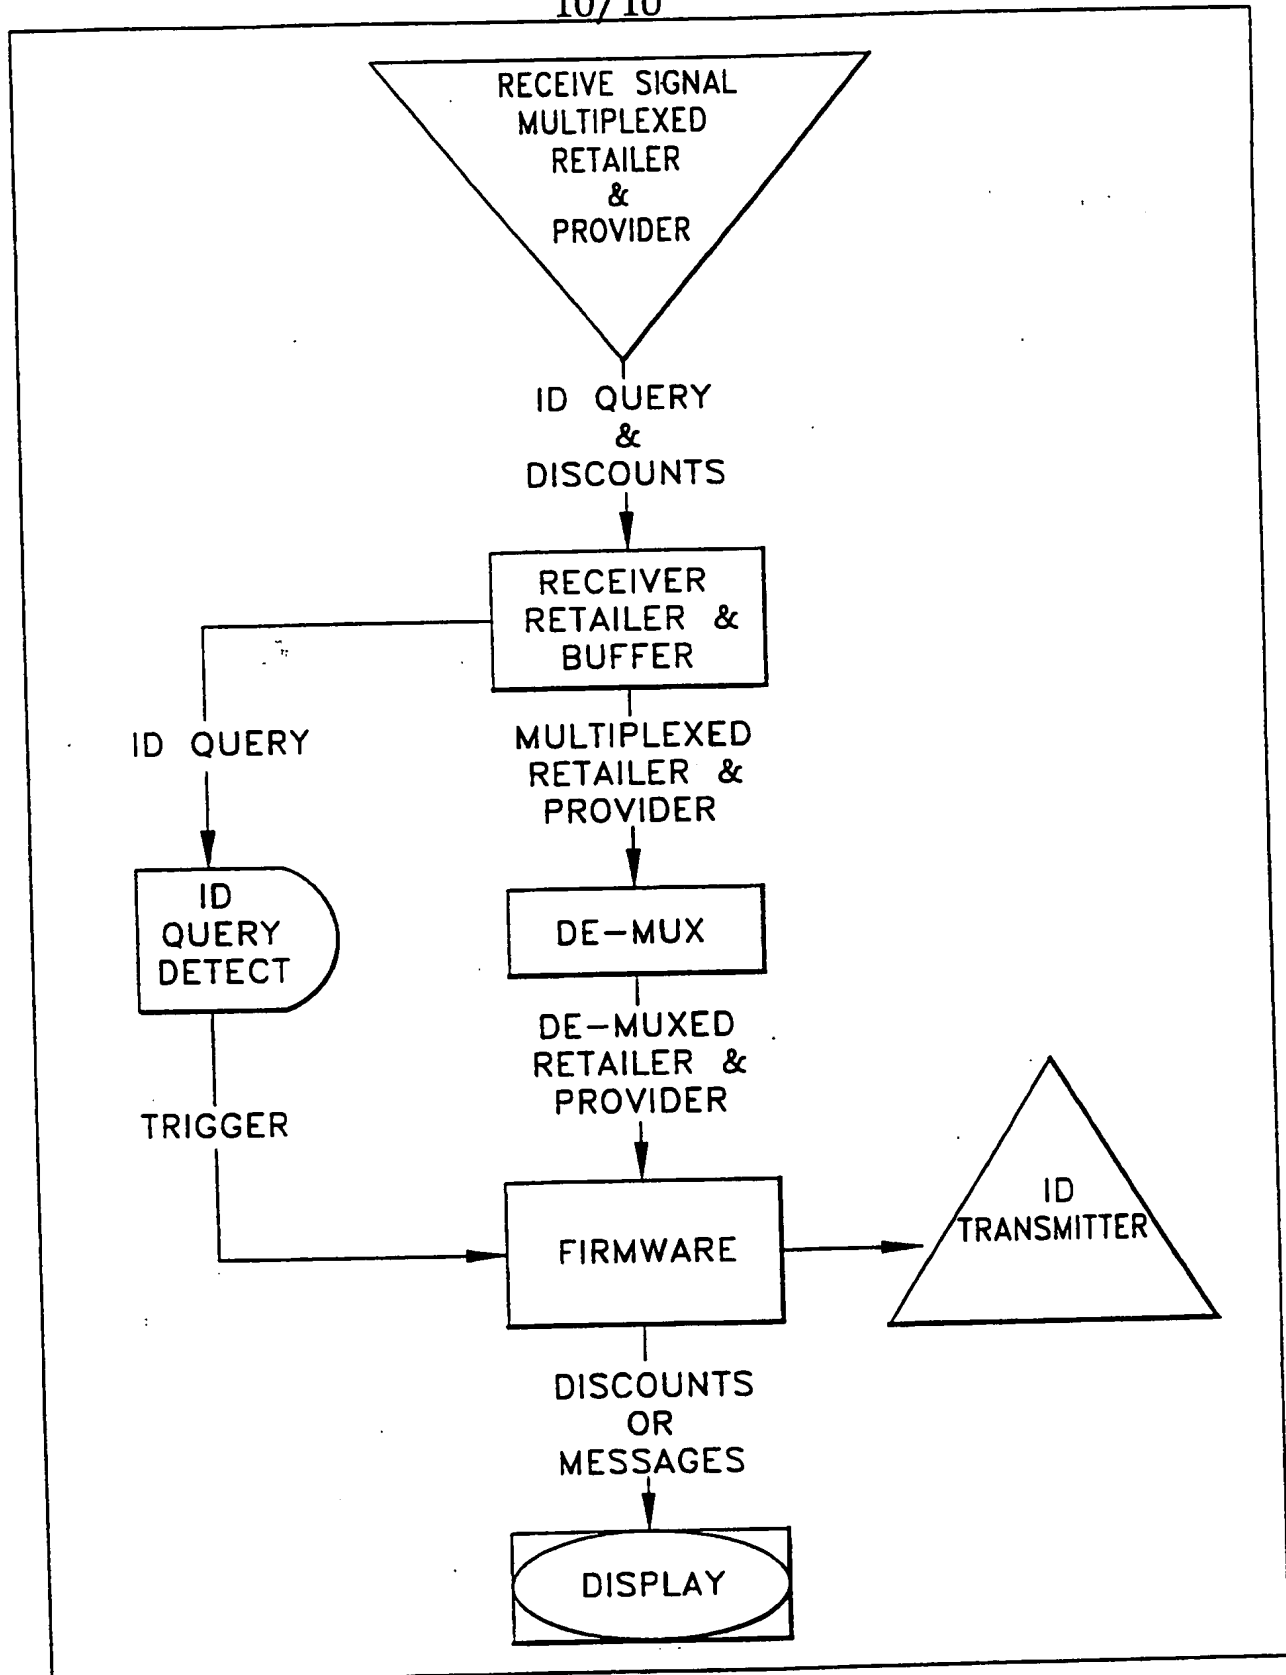 10/10
RECEIVE SIGNAL
MULTIPLEXED
RETAILER
&
PROVIDER
ID QUERY
&
DISCOUNTS
RECEIVER
RETAILER &
BUFFER
ID QUERY
MULTIPLEXED
RETAILER &
PROVIDER
ID
QUERY
DETECT
DE-MUX
DE-MUXED
RETAILER &
PROVIDER
TRIGGER
FIRMWARE
ID
TRANSMITTER
DISCOUNTS
OR
MESSAGES
DISPLAY